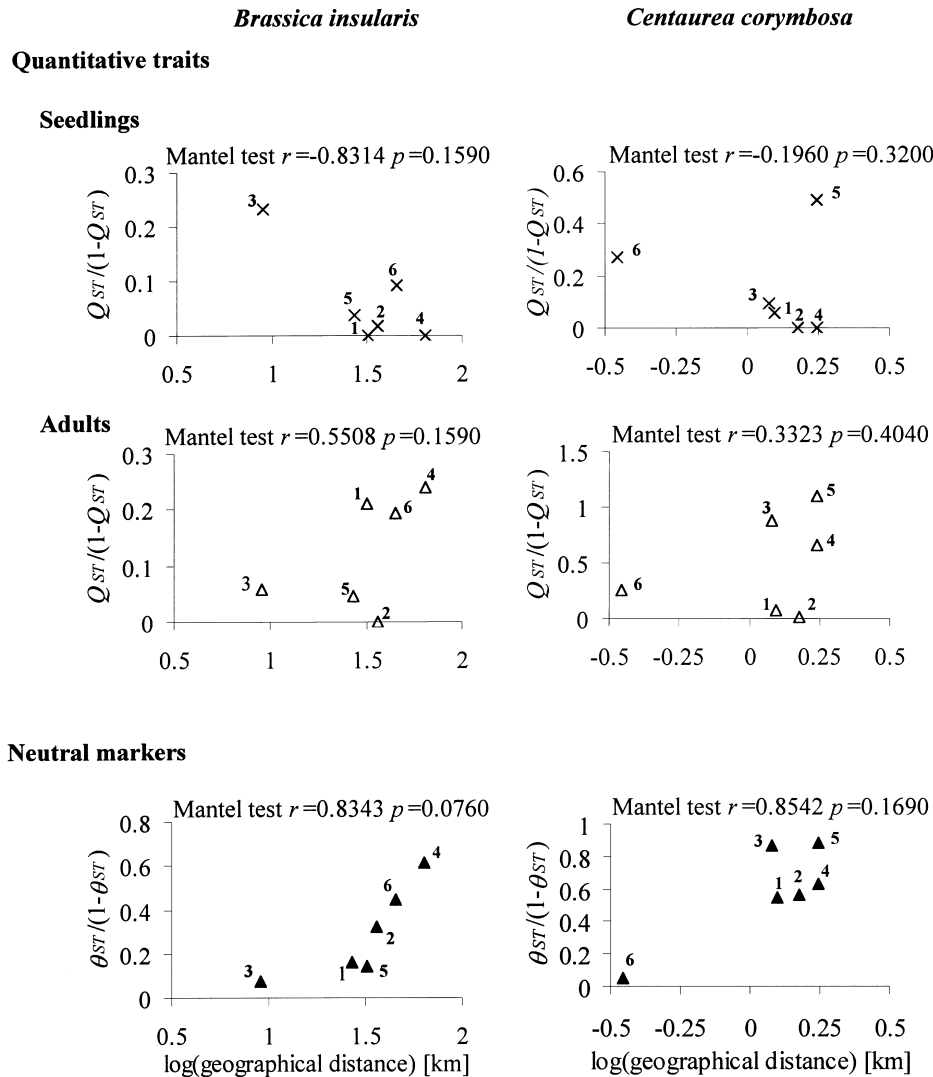 Brassica insularis
Centaurea corymbosa
Quantitative traits
Seedlings
Mantel test r=-0.8314 p=0.1590
QST/(1-QST)
0.3
0.2
0.1
0
3
5
1
2
6
4
0.5 1 1.5 2
Mantel test r=-0.1960 p=0.3200
QST/(1-QST)
0.6
0.4
0.2
0
6
3
1
2
4
5
-0.5 -0.25 0 0.25 0.5
Adults
Mantel test r=0.5508 p=0.1590
QST/(1-QST)
0.3
0.2
0.1
0
3
5
1
2
6
4
0.5 1 1.5 2
Mantel test r=0.3323 p=0.4040
QST/(1-QST)
1.5
1
0.5
0
6
3
1
2
5
4
-0.5 -0.25 0 0.25 0.5
Neutral markers
Mantel test r=0.8343 p=0.0760
θST/(1-θST)
0.8
0.6
0.4
0.2
0
3
1
5
2
6
4
0.5 1 1.5 2
log(geographical distance) [km]
Mantel test r=0.8542 p=0.1690
θST/(1-θST)
1
0.8
0.6
0.4
0.2
0
6
3
1
2
5
4
-0.5 -0.25 0 0.25 0.5
log(geographical distance) [km]